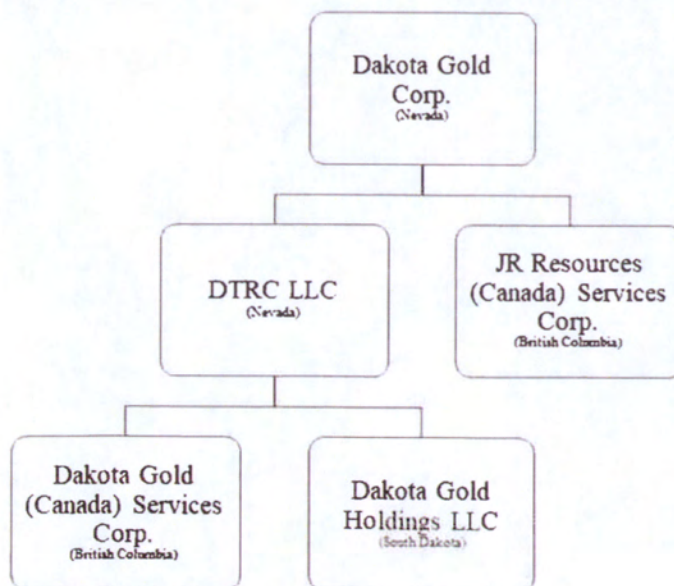 Dakota Gold
Corp.
(Nevada)
DTRC LLC
(Nevada)
JR Resources
(Canada) Services
Corp.
(British Columbia)
Dakota Gold
(Canada) Services
Corp.
(British Columbia)
Dakota Gold
Holdings LLC
(South Dakota)